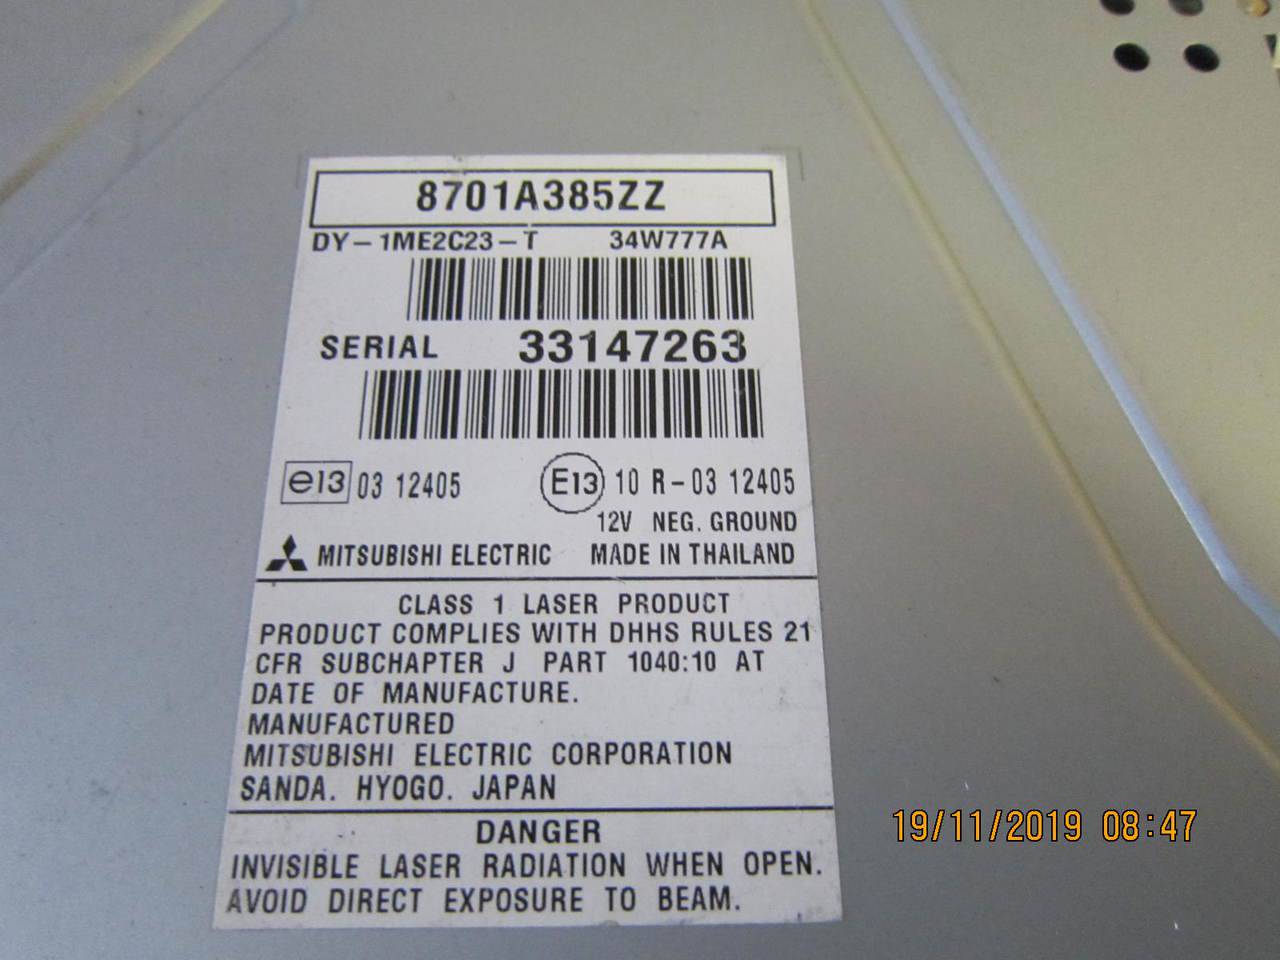 8701A385ZZ
DY-1ME2C23-T 34W777A
SERIAL 33147263
e13 03 12405 E13 10 R-03 12405
12V NEG. GROUND
MITSUBISHI ELECTRIC MADE IN THAILAND
CLASS 1 LASER PRODUCT
PRODUCT COMPLIES WITH DHHS RULES 21
CFR SUBCHAPTER J PART 1040:10 AT
DATE OF MANUFACTURE.
MANUFACTURED
MITSUBISHI ELECTRIC CORPORATION
SANDA. HYOGO. JAPAN
DANGER
INVISIBLE LASER RADIATION WHEN OPEN.
AVOID DIRECT EXPOSURE TO BEAM.
19/11/2019 08:47